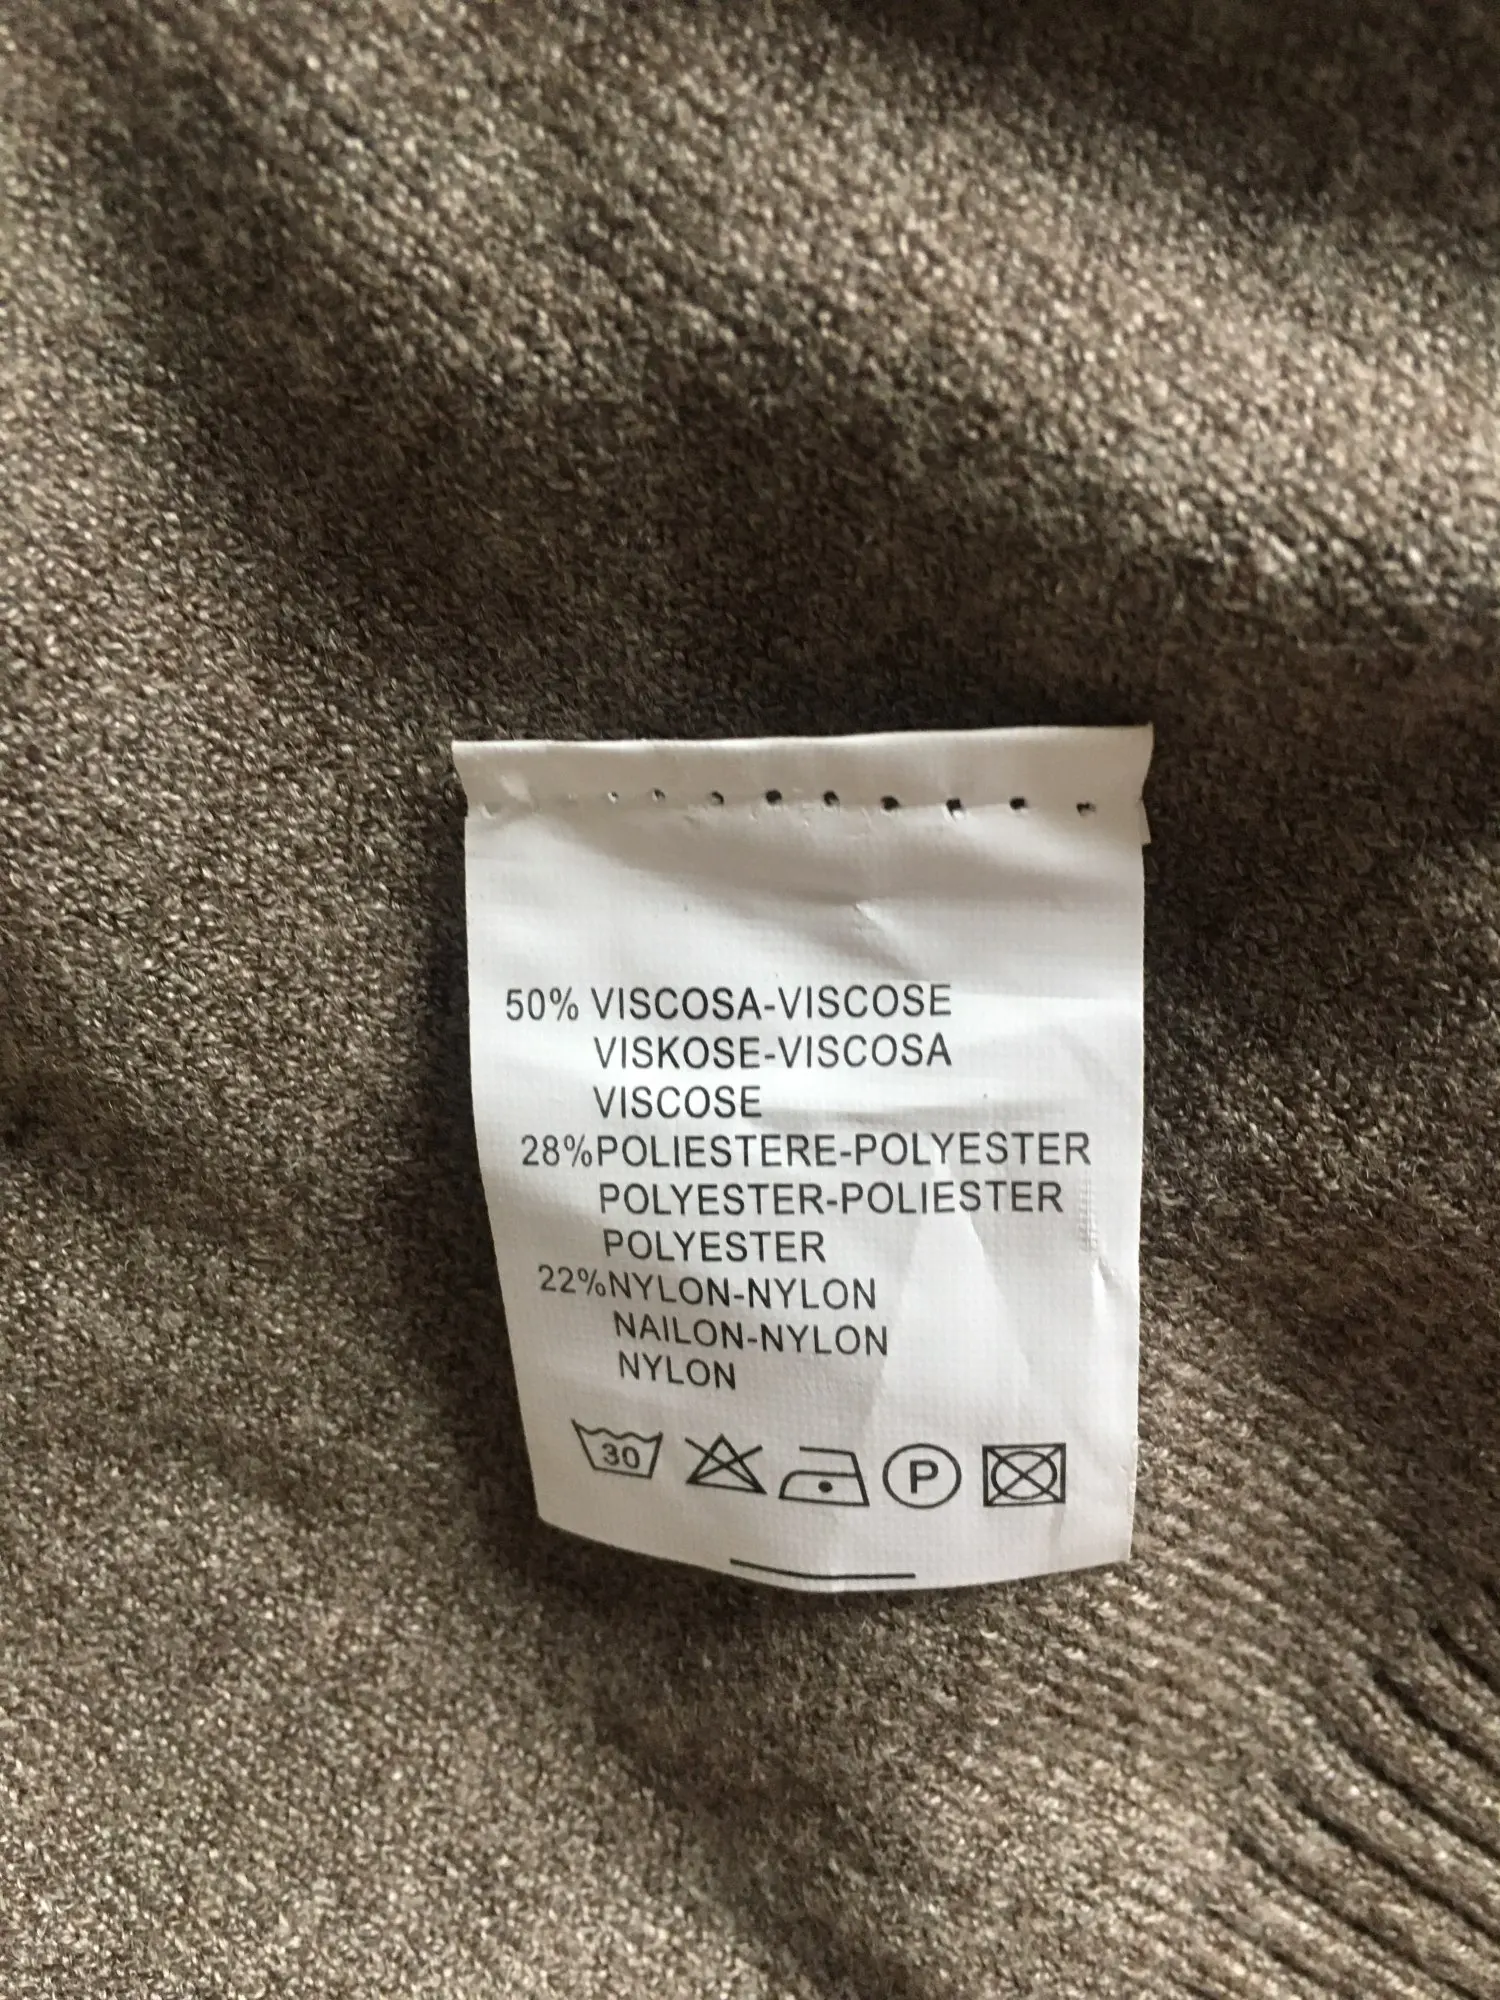 50% VISCOSA-VISCOSE
VISKOSE-VISCOSA
VISCOSE
28%POLIESTERE-POLYESTER
POLYESTER-POLIESTER
POLYESTER
22%NYLON-NYLON
NAILON-NYLON
NYLON
30 P